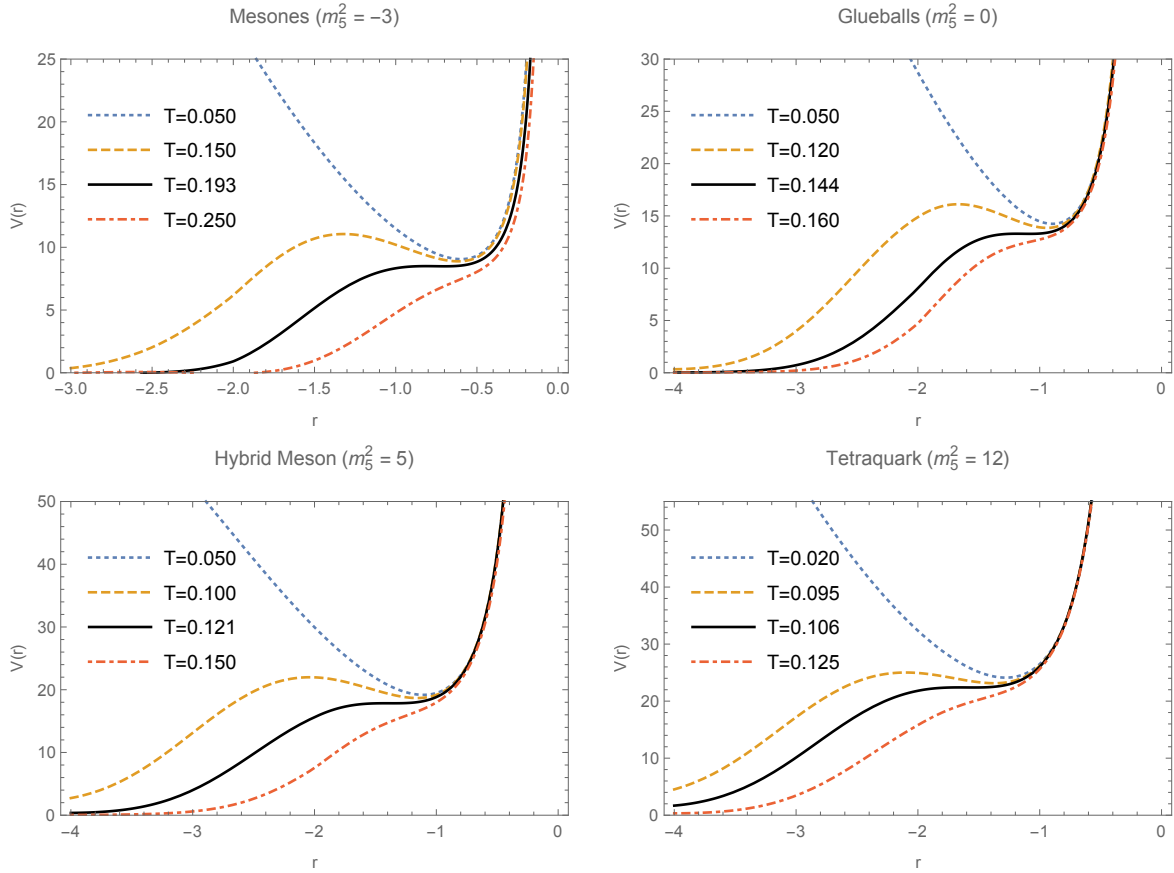 Mesones (m₅² = −3)
25
20
15
10
5
0
V(r)
T=0.050
T=0.150
T=0.193
T=0.250
−3.0 −2.5 −2.0 −1.5 −1.0 −0.5 0.0
r
Glueballs (m₅² = 0)
30
25
20
15
10
5
0
V(r)
T=0.050
T=0.120
T=0.144
T=0.160
−4 −3 −2 −1 0
r
Hybrid Meson (m₅² = 5)
50
40
30
20
10
0
V(r)
T=0.050
T=0.100
T=0.121
T=0.150
−4 −3 −2 −1 0
r
Tetraquark (m₅² = 12)
50
40
30
20
10
0
V(r)
T=0.020
T=0.095
T=0.106
T=0.125
−4 −3 −2 −1 0
r